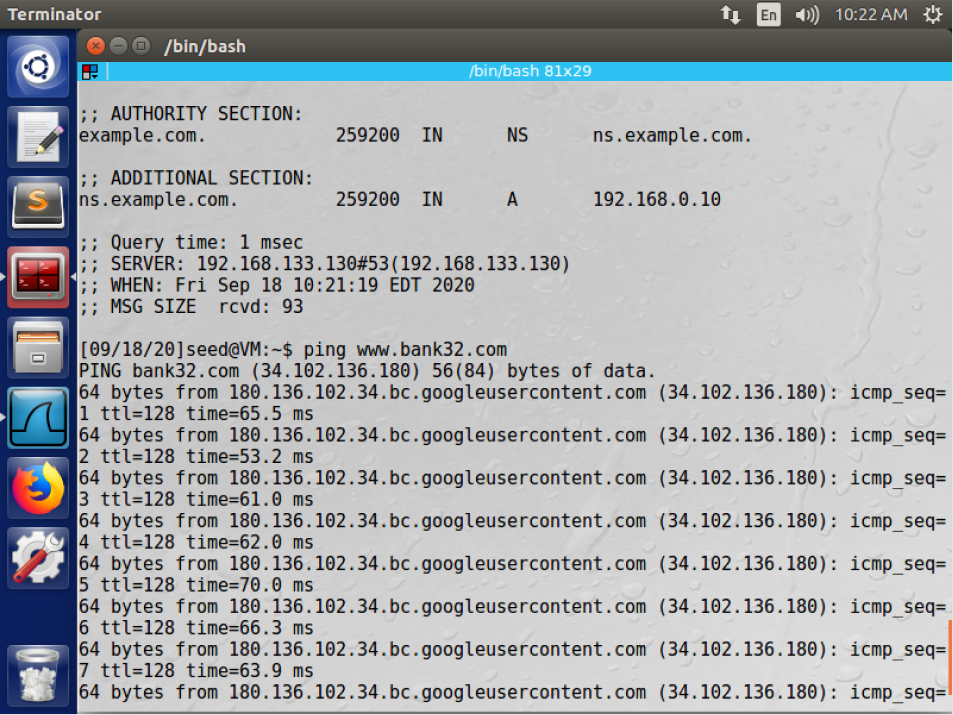 Terminator
En
10:22 AM
/bin/bash
/bin/bash 81x29
;; AUTHORITY SECTION:
example.com. 259200 IN NS ns.example.com.
;; ADDITIONAL SECTION:
ns.example.com. 259200 IN A 192.168.0.10
;; Query time: 1 msec
;; SERVER: 192.168.133.130#53(192.168.133.130)
;; WHEN: Fri Sep 18 10:21:19 EDT 2020
;; MSG SIZE rcvd: 93
[09/18/20]seed@VM:~$ ping www.bank32.com
PING bank32.com (34.102.136.180) 56(84) bytes of data.
64 bytes from 180.136.102.34.bc.googleusercontent.com (34.102.136.180): icmp_seq=
1 ttl=128 time=65.5 ms
64 bytes from 180.136.102.34.bc.googleusercontent.com (34.102.136.180): icmp_seq=
2 ttl=128 time=53.2 ms
64 bytes from 180.136.102.34.bc.googleusercontent.com (34.102.136.180): icmp_seq=
3 ttl=128 time=61.0 ms
64 bytes from 180.136.102.34.bc.googleusercontent.com (34.102.136.180): icmp_seq=
4 ttl=128 time=62.0 ms
64 bytes from 180.136.102.34.bc.googleusercontent.com (34.102.136.180): icmp_seq=
5 ttl=128 time=70.0 ms
64 bytes from 180.136.102.34.bc.googleusercontent.com (34.102.136.180): icmp_seq=
6 ttl=128 time=66.3 ms
64 bytes from 180.136.102.34.bc.googleusercontent.com (34.102.136.180): icmp_seq=
7 ttl=128 time=63.9 ms
64 bytes from 180.136.102.34.bc.googleusercontent.com (34.102.136.180): icmp_seq=